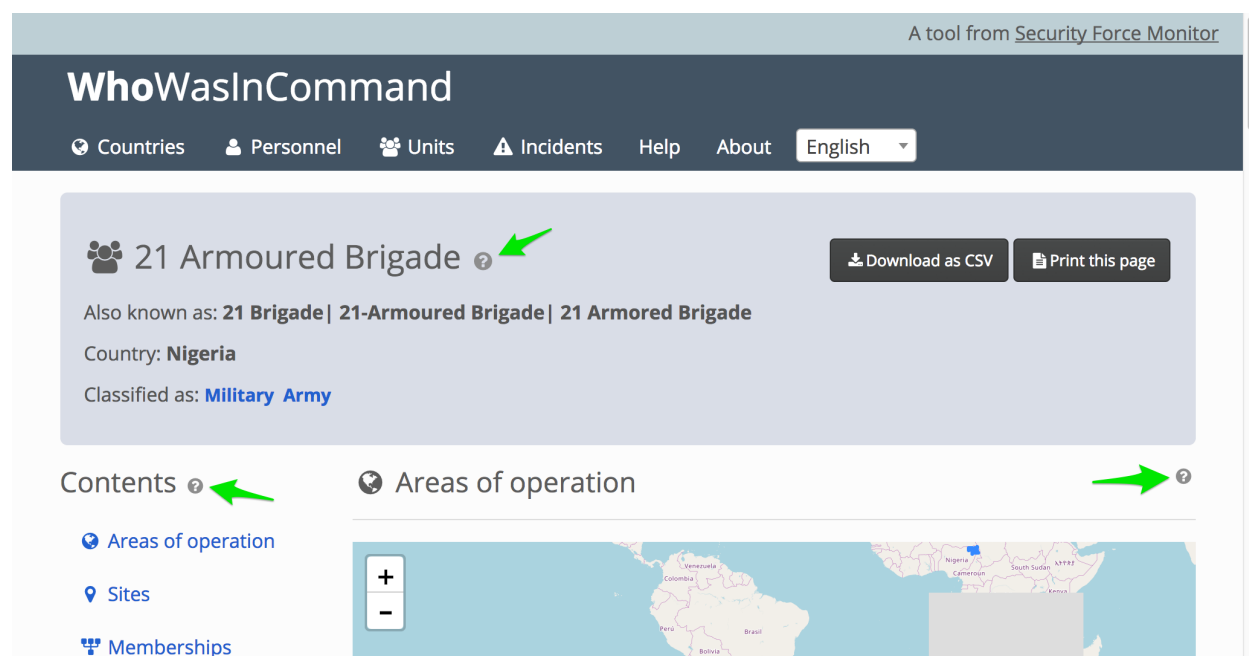 A tool from Security Force Monitor
WhoWasInCommand
Countries Personnel Units Incidents Help About English
21 Armoured Brigade ?
Download as CSV Print this page
Also known as: 21 Brigade| 21-Armoured Brigade| 21 Armored Brigade
Country: Nigeria
Classified as: Military Army
Contents ?
Areas of operation ?
Areas of operation
Sites
Memberships
+
−
Venezuela
Colombia
Perú
Brasil
Bolivia
Nigeria
Cameroun
South Sudan
ኢትዮጵያ
Kenya